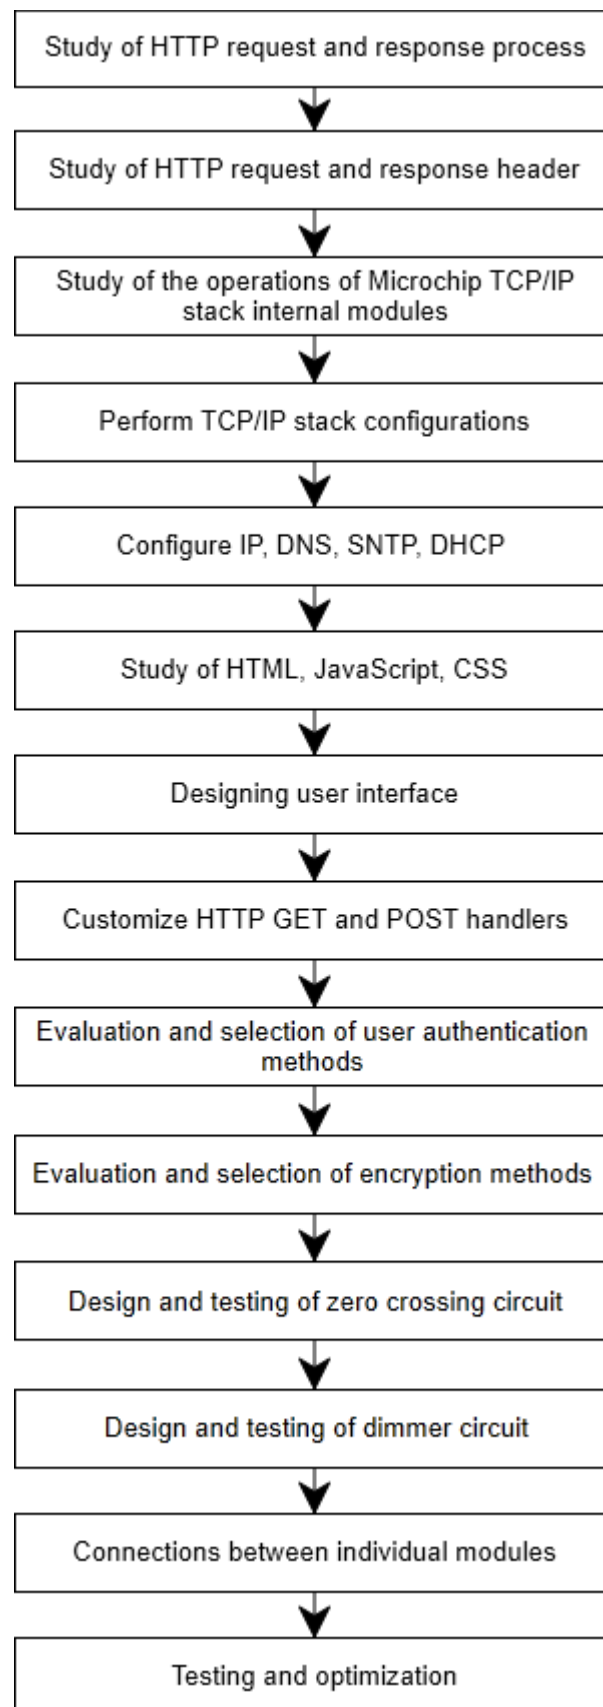 Study of HTTP request and response process
Study of HTTP request and response header
Study of the operations of Microchip TCP/IP
stack internal modules
Perform TCP/IP stack configurations
Configure IP, DNS, SNTP, DHCP
Study of HTML, JavaScript, CSS
Designing user interface
Customize HTTP GET and POST handlers
Evaluation and selection of user authentication
methods
Evaluation and selection of encryption methods
Design and testing of zero crossing circuit
Design and testing of dimmer circuit
Connections between individual modules
Testing and optimization